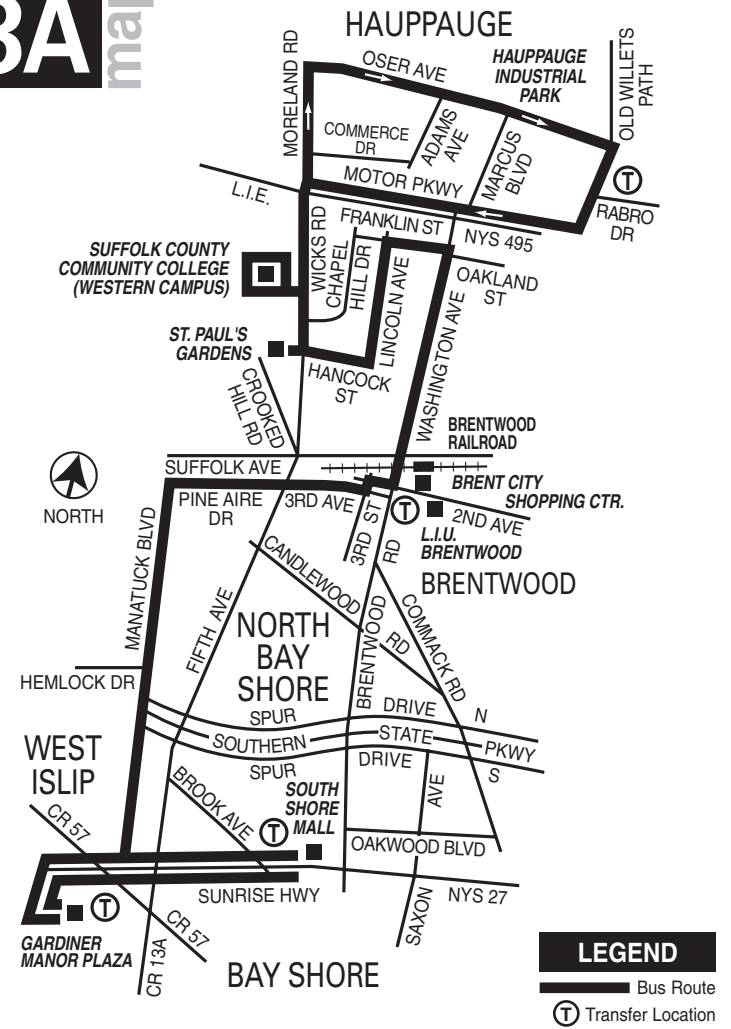 3A
map
HAUPPAUGE
MORELAND RD
OSER AVE
HAUPPAUGE
INDUSTRIAL
PARK
OLD WILLETS
PATH
COMMERCE
DR
ADAMS
AVE
MARCUS
BLVD
MOTOR PKWY
T
RABRO
DR
L.I.E.
FRANKLIN ST
NYS 495
WICKS RD
CHAPEL
HILL DR
LINCOLN AVE
OAKLAND
ST
SUFFOLK COUNTY
COMMUNITY COLLEGE
(WESTERN CAMPUS)
WASHINGTON AVE
ST. PAUL'S
GARDENS
HANCOCK
ST
CROOKED
HILL RD
BRENTWOOD
RAILROAD
SUFFOLK AVE
BRENT CITY
SHOPPING CTR.
NORTH
PINE AIRE
DR
3RD AVE
3RD ST
T
2ND AVE
L.I.U.
BRENTWOOD
BRENTWOOD
MANATUCK BLVD
CANDLEWOOD
RD
BRENTWOOD
RD
COMMACK RD
FIFTH AVE
NORTH
BAY
SHORE
HEMLOCK DR
SPUR
DRIVE
N
SOUTHERN
STATE
PKWY
SPUR
DRIVE
S
WEST
ISLIP
BROOK AVE
SOUTH
SHORE
MALL
T
SAXON
AVE
CR 57
OAKWOOD BLVD
SUNRISE HWY
NYS 27
T
GARDINER
MANOR PLAZA
CR 57
CR 13A
BAY SHORE
LEGEND
Bus Route
T Transfer Location